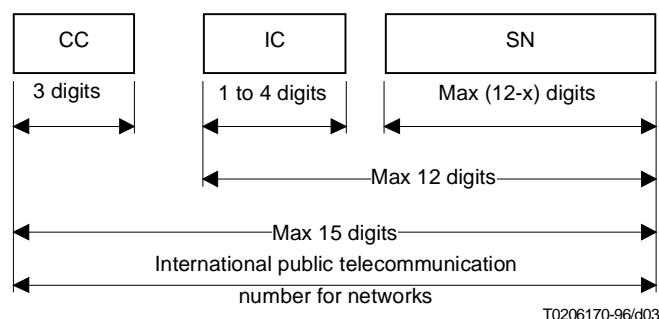 CC IC SN
3 digits 1 to 4 digits Max (12-x) digits
Max 12 digits
Max 15 digits
International public telecommunication
number for networks
T0206170-96/d03